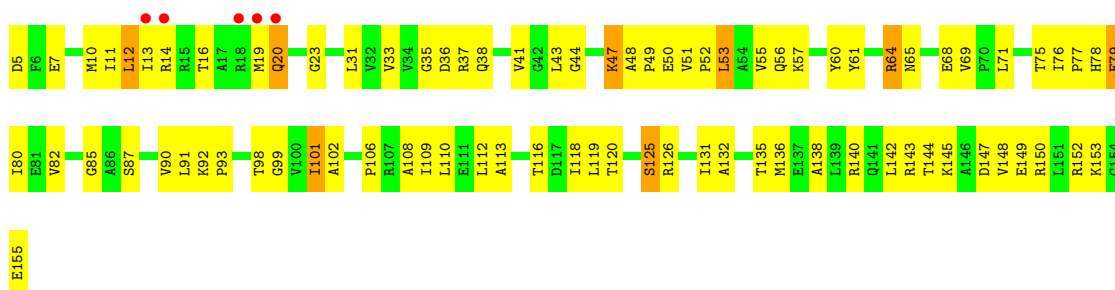 D5 F6 E7 M10 I11 L12 I13 R14 R15 T16 A17 R18 M19 Q20 G23 L31 V32 V33 V34 G35 D36 R37 Q38 V41 G42 L43 G44 K47 A48 P49 E50 V51 P52 L53 A54 V55 Q56 K57 Y60 Y61 R64 N65 E68 V69 P70 L71 T75 I76 P77 H78
I80 E81 V82 G85 A86 S87 V90 L91 K92 P93 T98 G99 V100 I101 A102 P106 R107 A108 I109 L110 E111 L112 A113 T116 D117 I118 L119 T120 S125 R126 I131 A132 T135 M136 E137 A138 L139 R140 Q141 L142 R143 T144 K145 A146 D147 V148 E149 R150 L151 R152 K153
E155